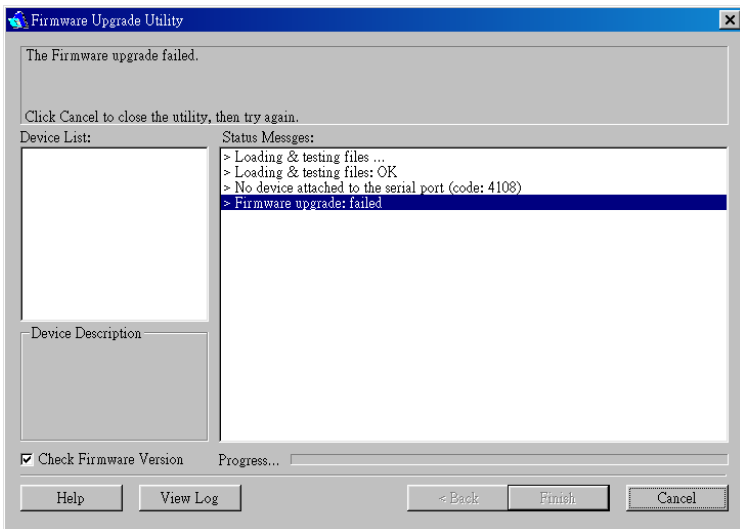 Firmware Upgrade Utility
The Firmware upgrade failed.
Click Cancel to close the utility, then try again.
Device List:
Status Messges:
> Loading & testing files ...
> Loading & testing files: OK
> No device attached to the serial port (code: 4108)
> Firmware upgrade: failed
Device Description
Check Firmware Version
Progress...
Help
View Log
< Back
Finish
Cancel